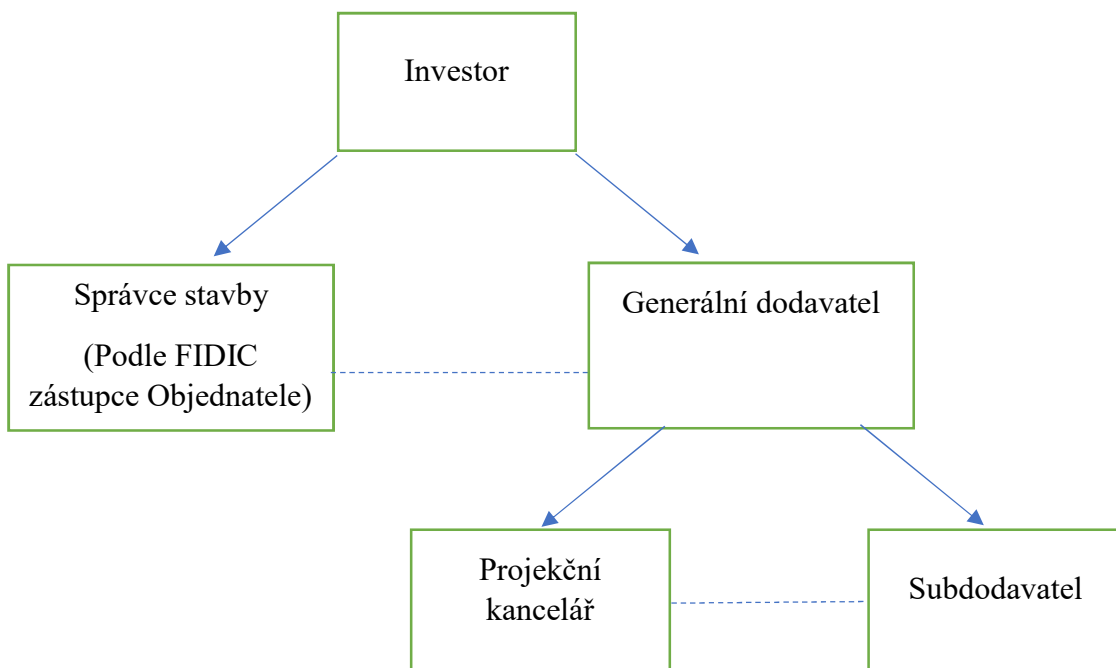 Investor
Správce stavby
(Podle FIDIC
zástupce Objednatele)
Generální dodavatel
Projekční
kancelář
Subdodavatel